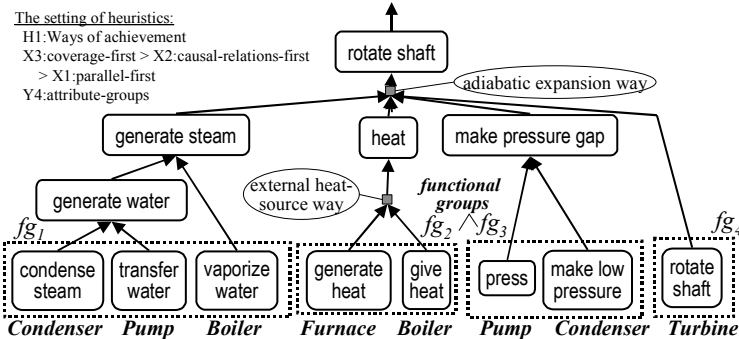 The setting of heuristics:
H1:Ways of achievement
X3:coverage-first > X2:causal-relations-first
> X1:parallel-first
Y4:attribute-groups
rotate shaft
adiabatic expansion way
generate steam
heat
make pressure gap
generate water
external heat-
source way
functional
groups
fg1
fg2
fg3
fg4
condense
steam
transfer
water
vaporize
water
generate
heat
give
heat
press
make low
pressure
rotate
shaft
Condenser
Pump
Boiler
Furnace
Boiler
Pump
Condenser
Turbine